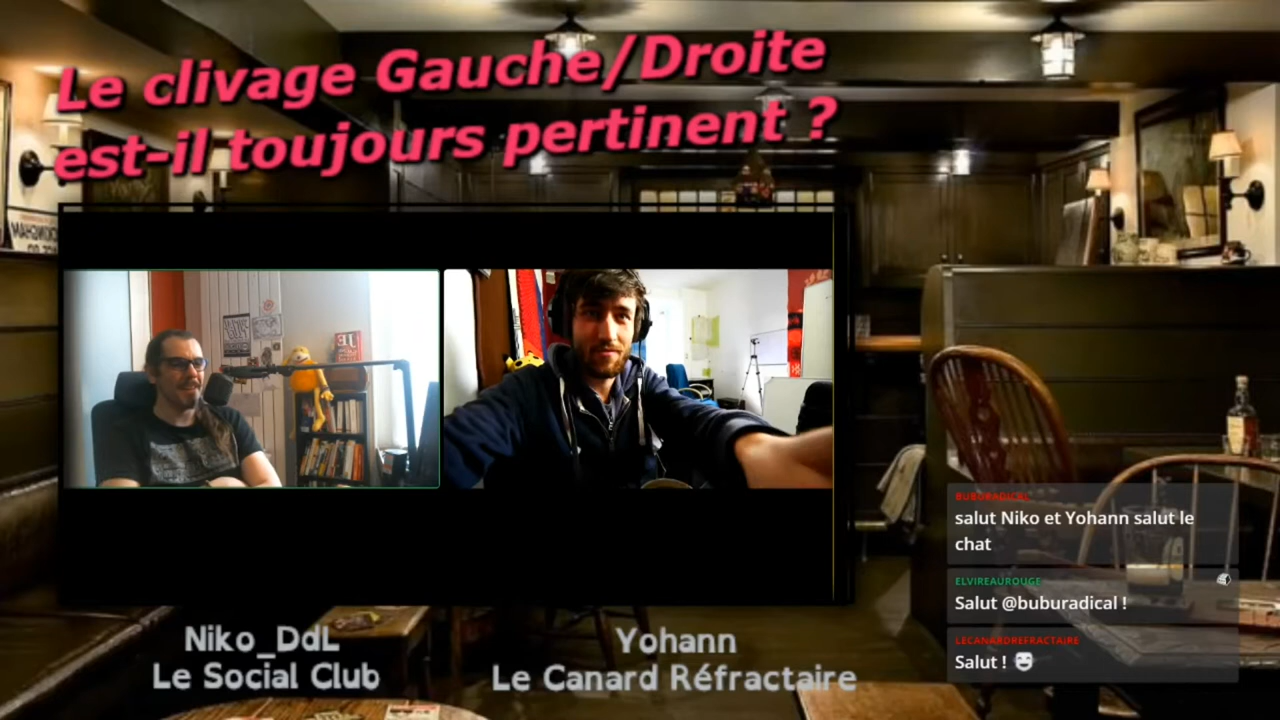 Le clivage Gauche/Droite
est-il toujours pertinent ?
JE
Niko_DdL
Le Social Club
Yohann
Le Canard Réfractaire
BUBURADICAL
salut Niko et Yohann salut le
chat
ELVIREAUROUGE
Salut @buburadical !
LECANARDREFRACTAIRE
Salut !